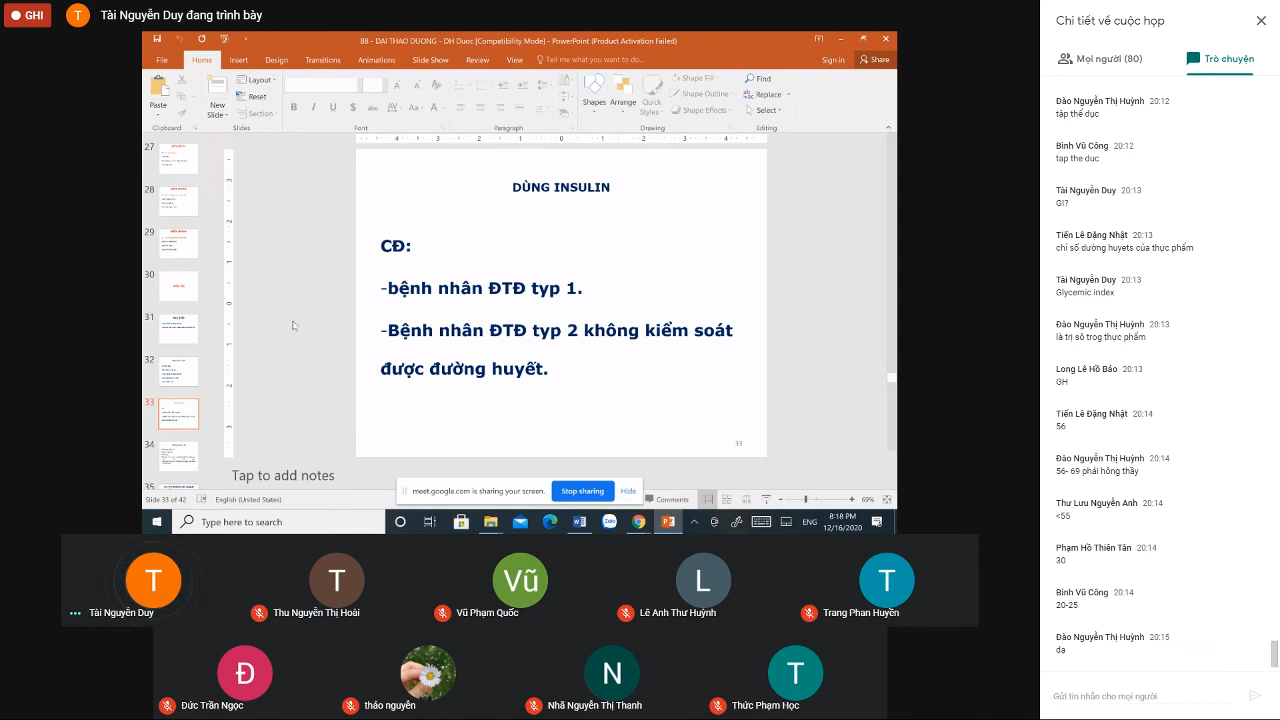 GHI
T
Tài Nguyễn Duy đang trình bày
B8 - DAI THAO DUONG - DH Duoc [Compatibility Mode] - PowerPoint (Product Activation Failed)
File Home Insert Design Transitions Animations Slide Show Review View Tell me what you want to do... Sign in Share
Paste
New
Slide
Layout
Reset
Section
Shapes
Arrange
Quick
Styles
Shape Fill
Shape Outline
Shape Effects
Find
Replace
Select
Clipboard Slides Font Paragraph Drawing Editing
27
28
29
30
31
32
33
34
35
DÙNG INSULIN
CĐ:
-bệnh nhân ĐTĐ typ 1.
-Bệnh nhân ĐTĐ typ 2 không kiểm soát
được đường huyết.
33
Tap to add notes
meet.google.com is sharing your screen. Stop sharing Hide
Slide 33 of 42 English (United States) Comments 69%
Type here to search
Zalo
ENG
8:18 PM
12/16/2020
T
Tài Nguyễn Duy
T
Thu Nguyễn Thị Hoài
Vũ
Vũ Phạm Quốc
L
Lê Anh Thư Huỳnh
T
Trang Phan Huyền
Đ
Đức Trần Ngọc
thảo nguyễn
N
Nhã Nguyễn Thị Thanh
T
Thức Phạm Học
Chi tiết về cuộc họp
Mọi người (80)
Trò chuyện
Đào Nguyễn Thị Huỳnh 20:12
tập thể dục
Bình Vũ Công 20:12
tap the duc
Tài Nguyễn Duy 20:13
GI?
Tiến Lê Đặng Nhật 20:13
chỉ số dường huyets của thực phẩm
Tài Nguyễn Duy 20:13
Glycemic index
Đào Nguyễn Thị Huỳnh 20:13
là trị số trog thực phẩm
Long Lê Hồ Bảo 20:13
GH
Tiến Lê Đặng Nhật 20:14
56
Đào Nguyễn Thị Huỳnh 20:14
56- 69 phải hông thầy
Thư Lưu Nguyễn Anh 20:14
<55
Phạm Hồ Thiên Tân 20:14
30
Bình Vũ Công 20:14
20-25
Đào Nguyễn Thị Huỳnh 20:15
dạ
Gửi tin nhắn cho mọi người